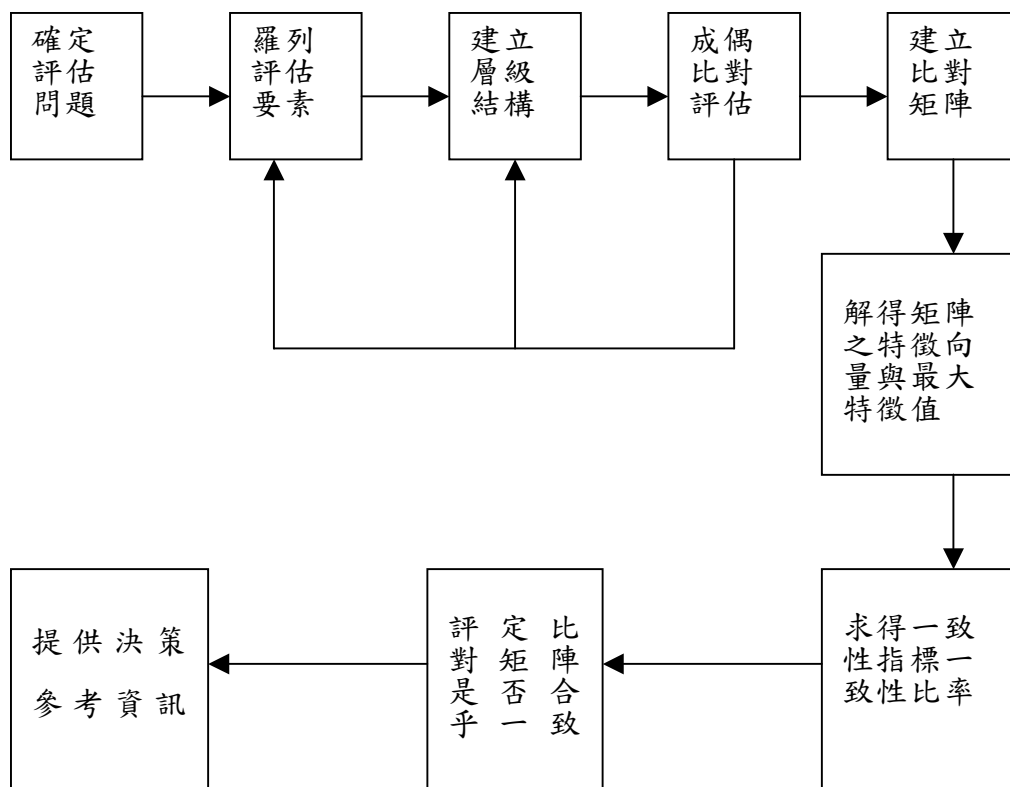 確定
評估
問題
羅列
評估
要素
建立
層級
結構
成偶
比對
評估
建立
比對
矩陣
解得矩陣
之特徵向
量與最大
特徵值
求得一致
性指標一
致性比率
評定比
對矩陣
是否合
乎一致
提供決策
參考資訊